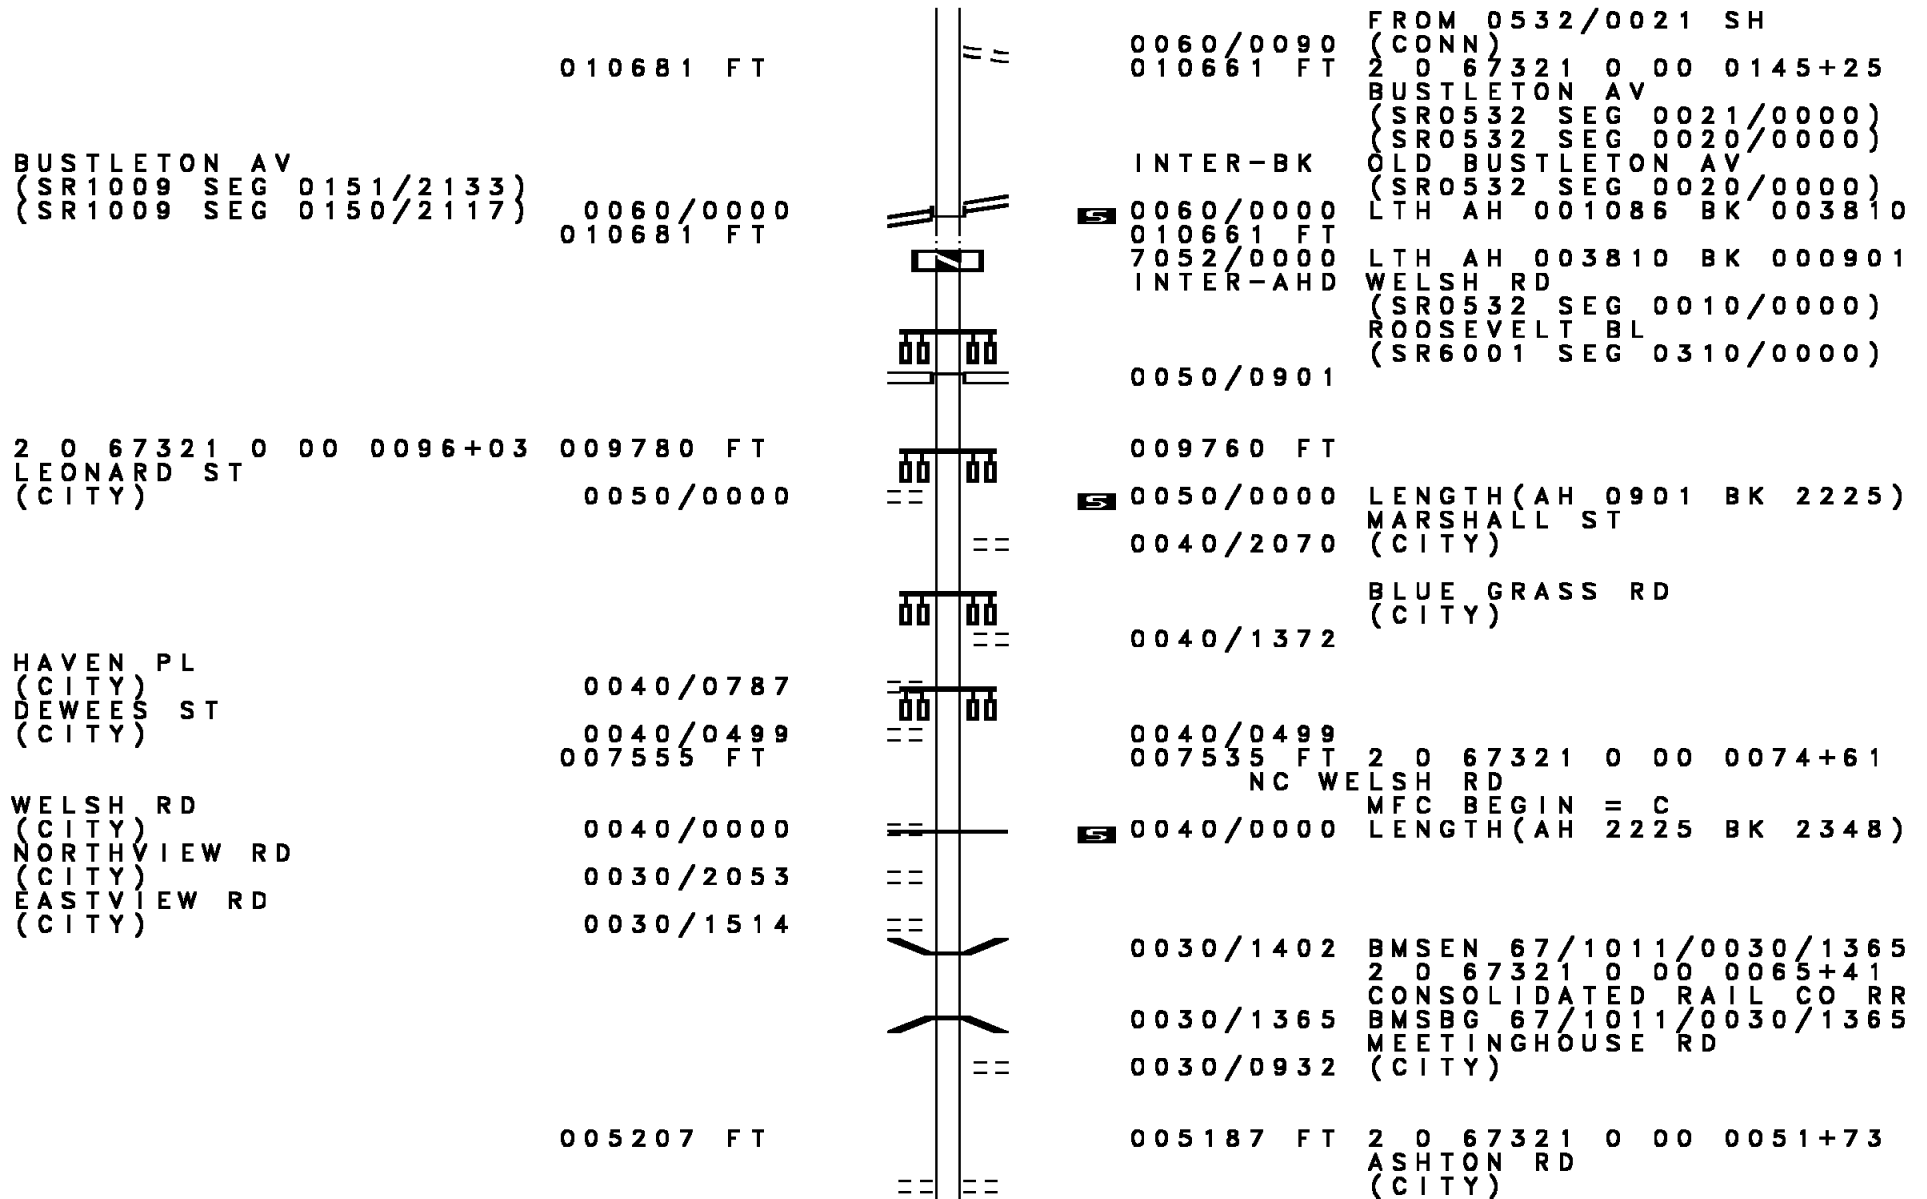 FROM 0532/0021 SH
0060/0090 (CONN)
010681 FT 010661 FT 2 0 67321 0 00 0145+25
BUSTLETON AV
(SR0532 SEG 0021/0000)
(SR0532 SEG 0020/0000)
BUSTLETON AV INTER-BK OLD BUSTLETON AV
(SR1009 SEG 0151/2133) (SR0532 SEG 0020/0000)
(SR1009 SEG 0150/2117) 0060/0000 S 0060/0000 LTH AH 001086 BK 003810
010681 FT 010661 FT
7052/0000 LTH AH 003810 BK 000901
INTER-AHD WELSH RD
(SR0532 SEG 0010/0000)
ROOSEVELT BL
(SR6001 SEG 0310/0000)
0050/0901
2 0 67321 0 00 0096+03 009780 FT 009760 FT
LEONARD ST
(CITY) 0050/0000 S 0050/0000 LENGTH(AH 0901 BK 2225)
MARSHALL ST
0040/2070 (CITY)
BLUE GRASS RD
(CITY)
0040/1372
HAVEN PL
(CITY) 0040/0787
DEWEES ST
(CITY) 0040/0499 0040/0499
007555 FT 007535 FT 2 0 67321 0 00 0074+61
NC WELSH RD
WELSH RD MFC BEGIN = C
(CITY) 0040/0000 S 0040/0000 LENGTH(AH 2225 BK 2348)
NORTHVIEW RD
(CITY) 0030/2053
EASTVIEW RD
(CITY) 0030/1514
0030/1402 BMSEN 67/1011/0030/1365
2 0 67321 0 00 0065+41
CONSOLIDATED RAIL CO RR
0030/1365 BMSBG 67/1011/0030/1365
MEETINGHOUSE RD
0030/0932 (CITY)
005207 FT 005187 FT 2 0 67321 0 00 0051+73
ASHTON RD
(CITY)